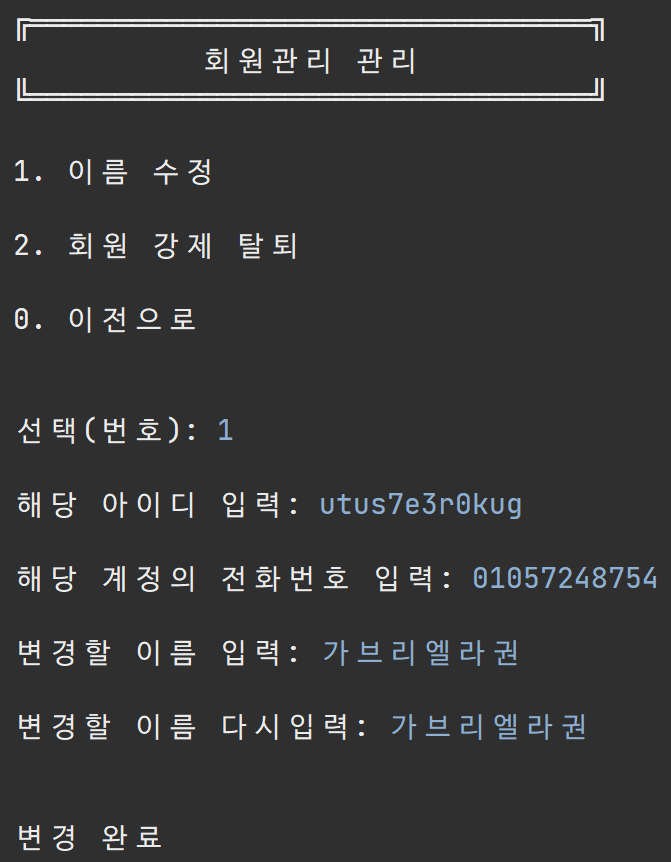 회원관리 관리
1. 이름 수정
2. 회원 강제 탈퇴
0. 이전으로
선택(번호): 1
해당 아이디 입력: utus7e3r0kug
해당 계정의 전화번호 입력: 01057248754
변경할 이름 입력: 가브리엘라권
변경할 이름 다시입력: 가브리엘라권
변경 완료